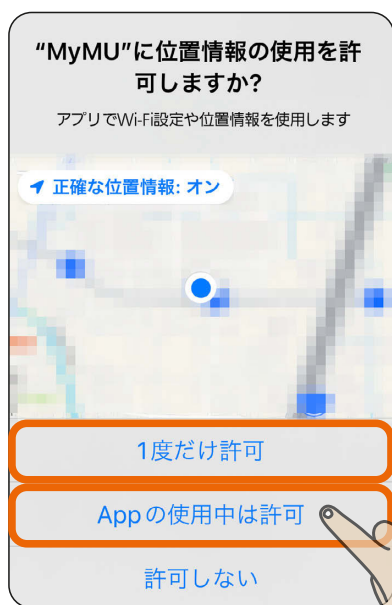 “MyMU”に位置情報の使用を許
可しますか?
アプリでWi-Fi設定や位置情報を使用します
正確な位置情報: オン
1度だけ許可
Appの使用中は許可
許可しない